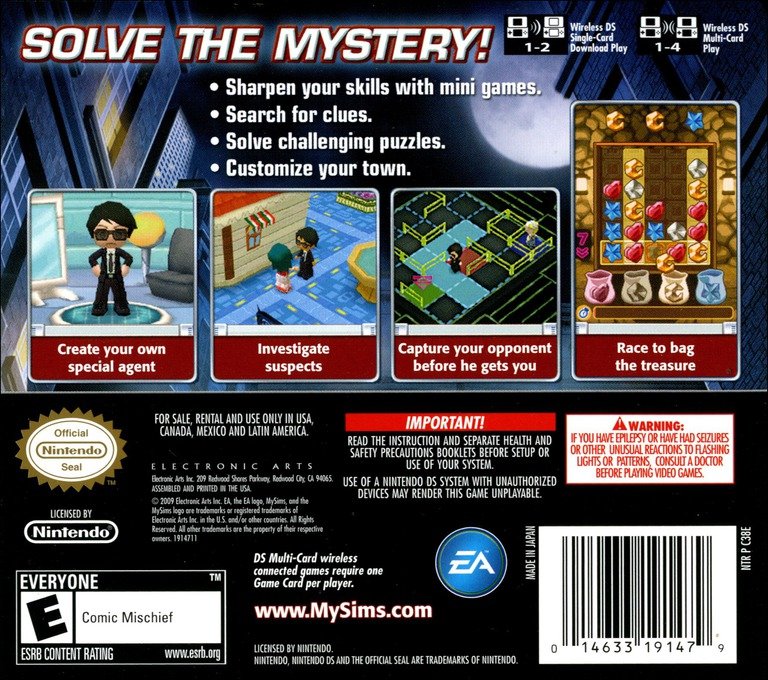 SOLVE THE MYSTERY!
1-2
Wireless DS
Single-Card
Download Play
1-4
Wireless DS
Multi-Card
Play
• Sharpen your skills with mini games.
• Search for clues.
• Solve challenging puzzles.
• Customize your town.
7
Create your own
special agent
Investigate
suspects
Capture your opponent
before he gets you
Race to bag
the treasure
Official
Nintendo
Seal
TM
LICENSED BY
Nintendo®
FOR SALE, RENTAL AND USE ONLY IN USA,
CANADA, MEXICO AND LATIN AMERICA.
ELECTRONIC ARTS
Electronic Arts Inc. 209 Redwood Shores Parkway, Redwood City, CA 94065.
ASSEMBLED AND PRINTED IN THE USA.
© 2009 Electronic Arts Inc. EA, the EA logo, MySims, and the
MySims logo are trademarks or registered trademarks of
Electronic Arts Inc. in the U.S. and/or other countries. All Rights
Reserved. All other trademarks are the property of their respective
owners. 1914711
IMPORTANT!
READ THE INSTRUCTION AND SEPARATE HEALTH AND
SAFETY PRECAUTIONS BOOKLETS BEFORE SETUP OR
USE OF YOUR SYSTEM.
USE OF A NINTENDO DS SYSTEM WITH UNAUTHORIZED
DEVICES MAY RENDER THIS GAME UNPLAYABLE.
WARNING:
IF YOU HAVE EPILEPSY OR HAVE HAD SEIZURES
OR OTHER UNUSUAL REACTIONS TO FLASHING
LIGHTS OR PATTERNS, CONSULT A DOCTOR
BEFORE PLAYING VIDEO GAMES.
EVERYONE
TM
E
Comic Mischief
ESRB CONTENT RATING
www.esrb.org
DS Multi-Card wireless
connected games require one
Game Card per player.
www.MySims.com
EA
LICENSED BY NINTENDO.
NINTENDO, NINTENDO DS AND THE OFFICIAL SEAL ARE TRADEMARKS OF NINTENDO.
MADE IN JAPAN
NTR P C38E
0 14633 19147 9